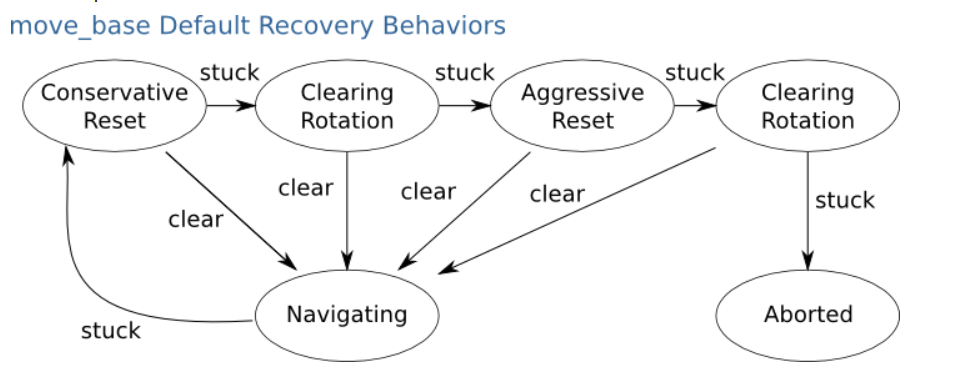 move_base Default Recovery Behaviors
stuck
stuck
stuck
Conservative
Reset
Clearing
Rotation
Aggressive
Reset
Clearing
Rotation
clear
clear
clear
clear
stuck
Navigating
Aborted
stuck